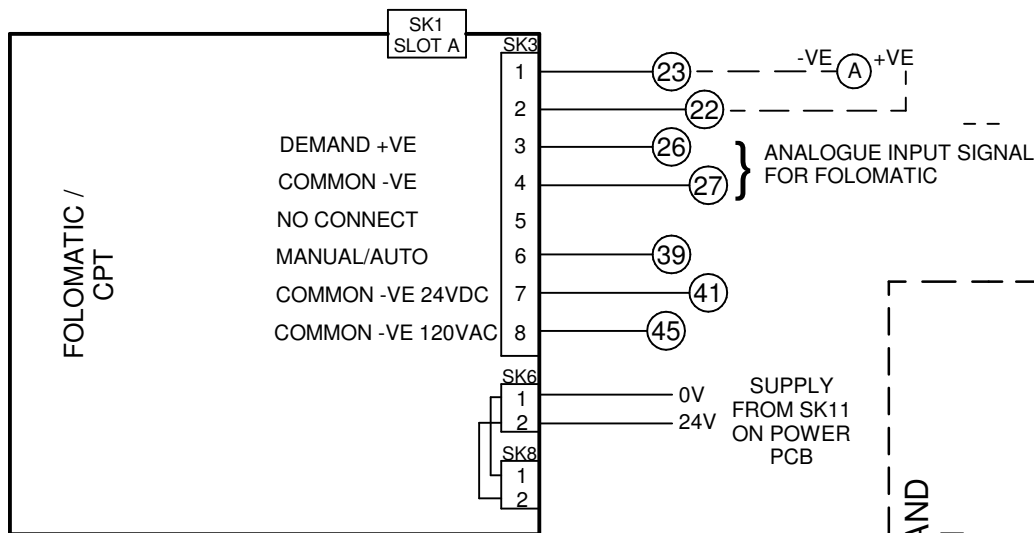 SK1
SLOT A
SK3
1 23 -VE A +VE
2 22
DEMAND +VE 3 26
COMMON -VE 4 27
} ANALOGUE INPUT SIGNAL
FOR FOLOMATIC
NO CONNECT 5
MANUAL/AUTO 6 39
COMMON -VE 24VDC 7 41
COMMON -VE 120VAC 8 45
FOLOMATIC /
CPT
SK6
1 0V
2 24V
SUPPLY
FROM SK11
ON POWER
PCB
SK8
1
2